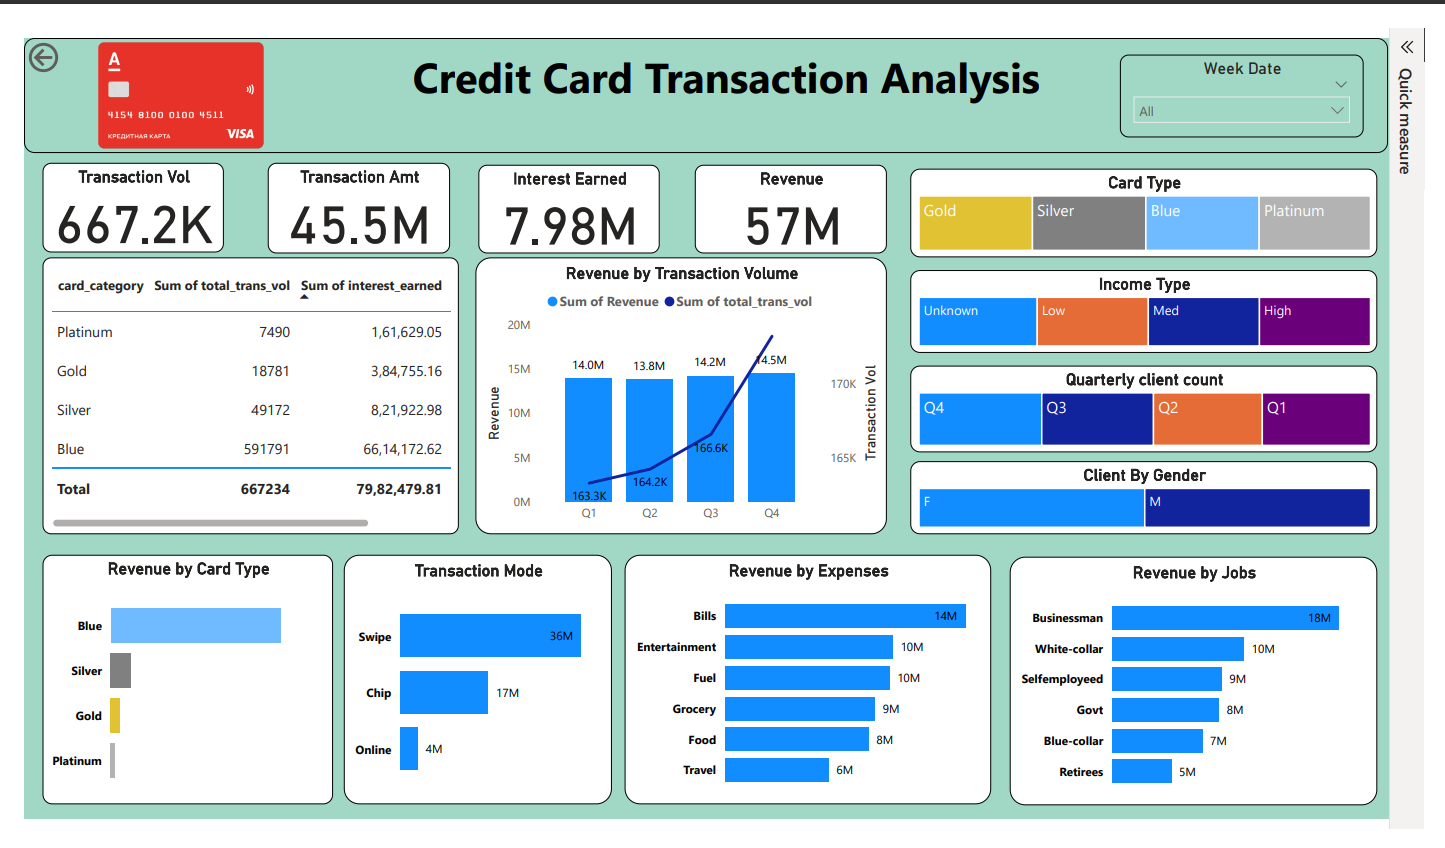 A
4154 8100 0100 4511
КРЕДИТНАЯ КАРТА
VISA
Credit Card Transaction Analysis
Week Date
All
Quick measure
Transaction Vol
667.2K
Transaction Amt
45.5M
Interest Earned
7.98M
Revenue
57M
card_category Sum of total_trans_vol Sum of interest_earned
Platinum 7490 1,61,629.05
Gold 18781 3,84,755.16
Silver 49172 8,21,922.98
Blue 591791 66,14,172.62
Total 667234 79,82,479.81
Revenue by Transaction Volume
Sum of Revenue Sum of total_trans_vol
Revenue
20M
15M
10M
5M
0M
14.0M 13.8M 14.2M 14.5M
163.3K 164.2K 166.6K
Q1 Q2 Q3 Q4
170K
165K
Transaction Vol
Card Type
Gold Silver Blue Platinum
Income Type
Unknown Low Med High
Quarterly client count
Q4 Q3 Q2 Q1
Client By Gender
F M
Revenue by Card Type
Blue
Silver
Gold
Platinum
Transaction Mode
Swipe 36M
Chip 17M
Online 4M
Revenue by Expenses
Bills 14M
Entertainment 10M
Fuel 10M
Grocery 9M
Food 8M
Travel 6M
Revenue by Jobs
Businessman 18M
White-collar 10M
Selfemployeed 9M
Govt 8M
Blue-collar 7M
Retirees 5M